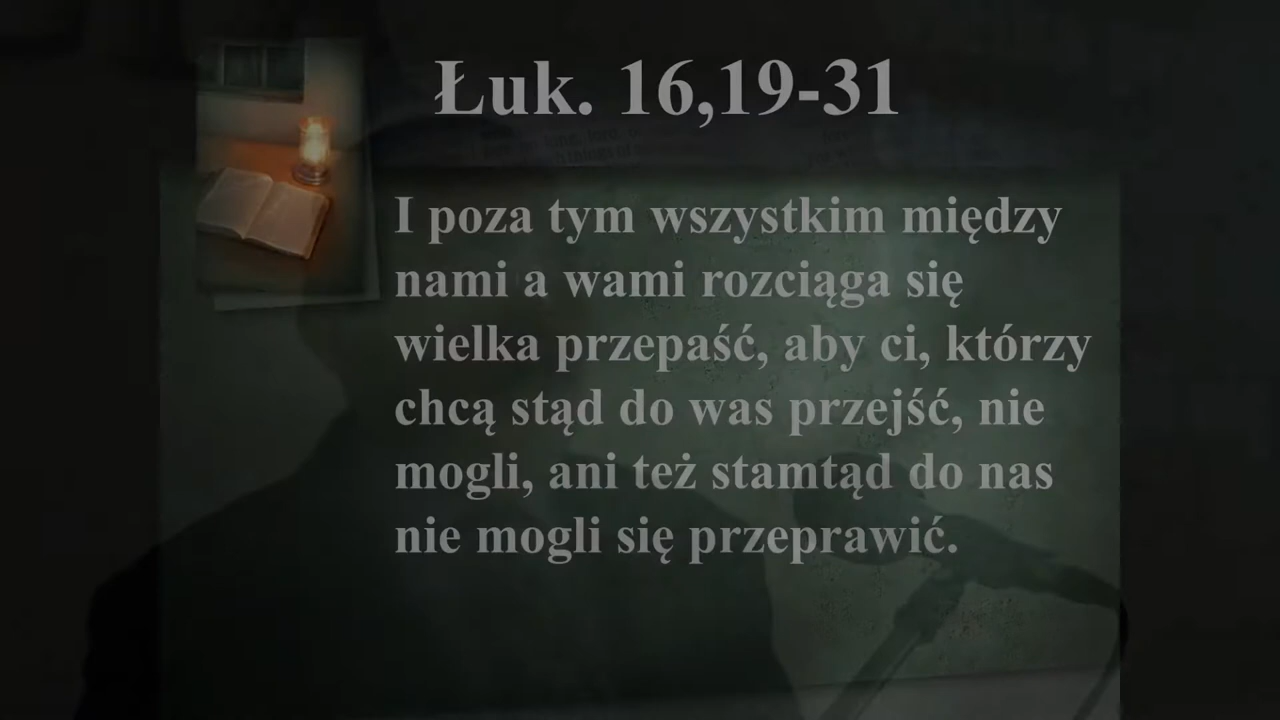 Łuk. 16,19-31
I poza tym wszystkim między
nami a wami rozciąga się
wielka przepaść, aby ci, którzy
chcą stąd do was przejść, nie
mogli, ani też stamtąd do nas
nie mogli się przeprawić.